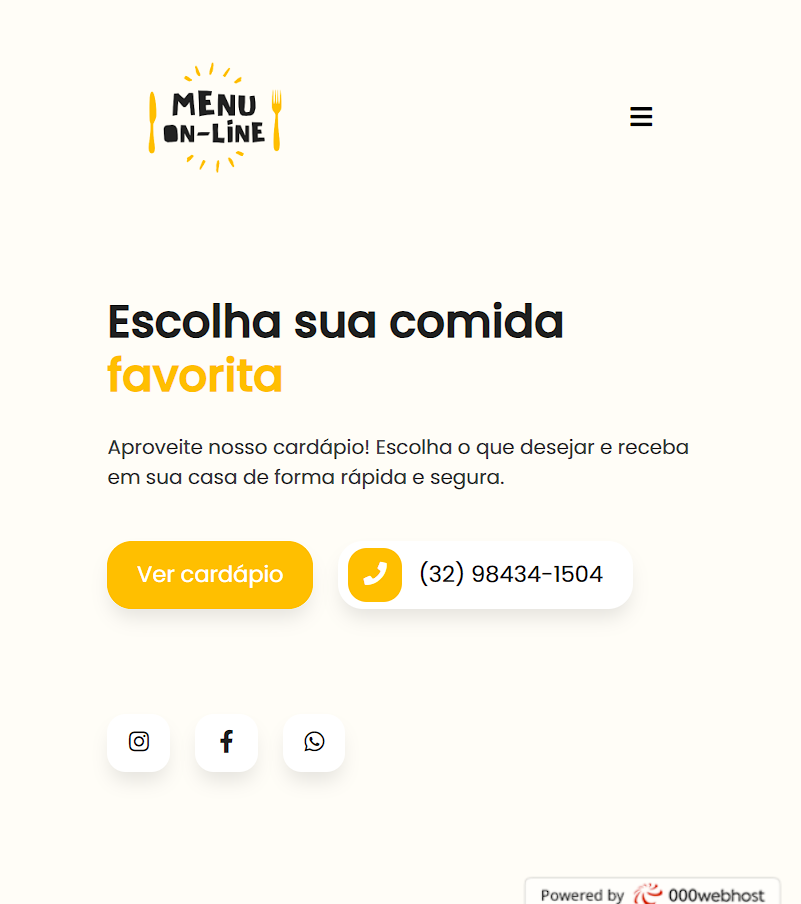 MENU
ON-LÍNE
Escolha sua comida
favorita
Aproveite nosso cardápio! Escolha o que desejar e receba
em sua casa de forma rápida e segura.
Ver cardápio
(32) 98434-1504
Powered by 000webhost